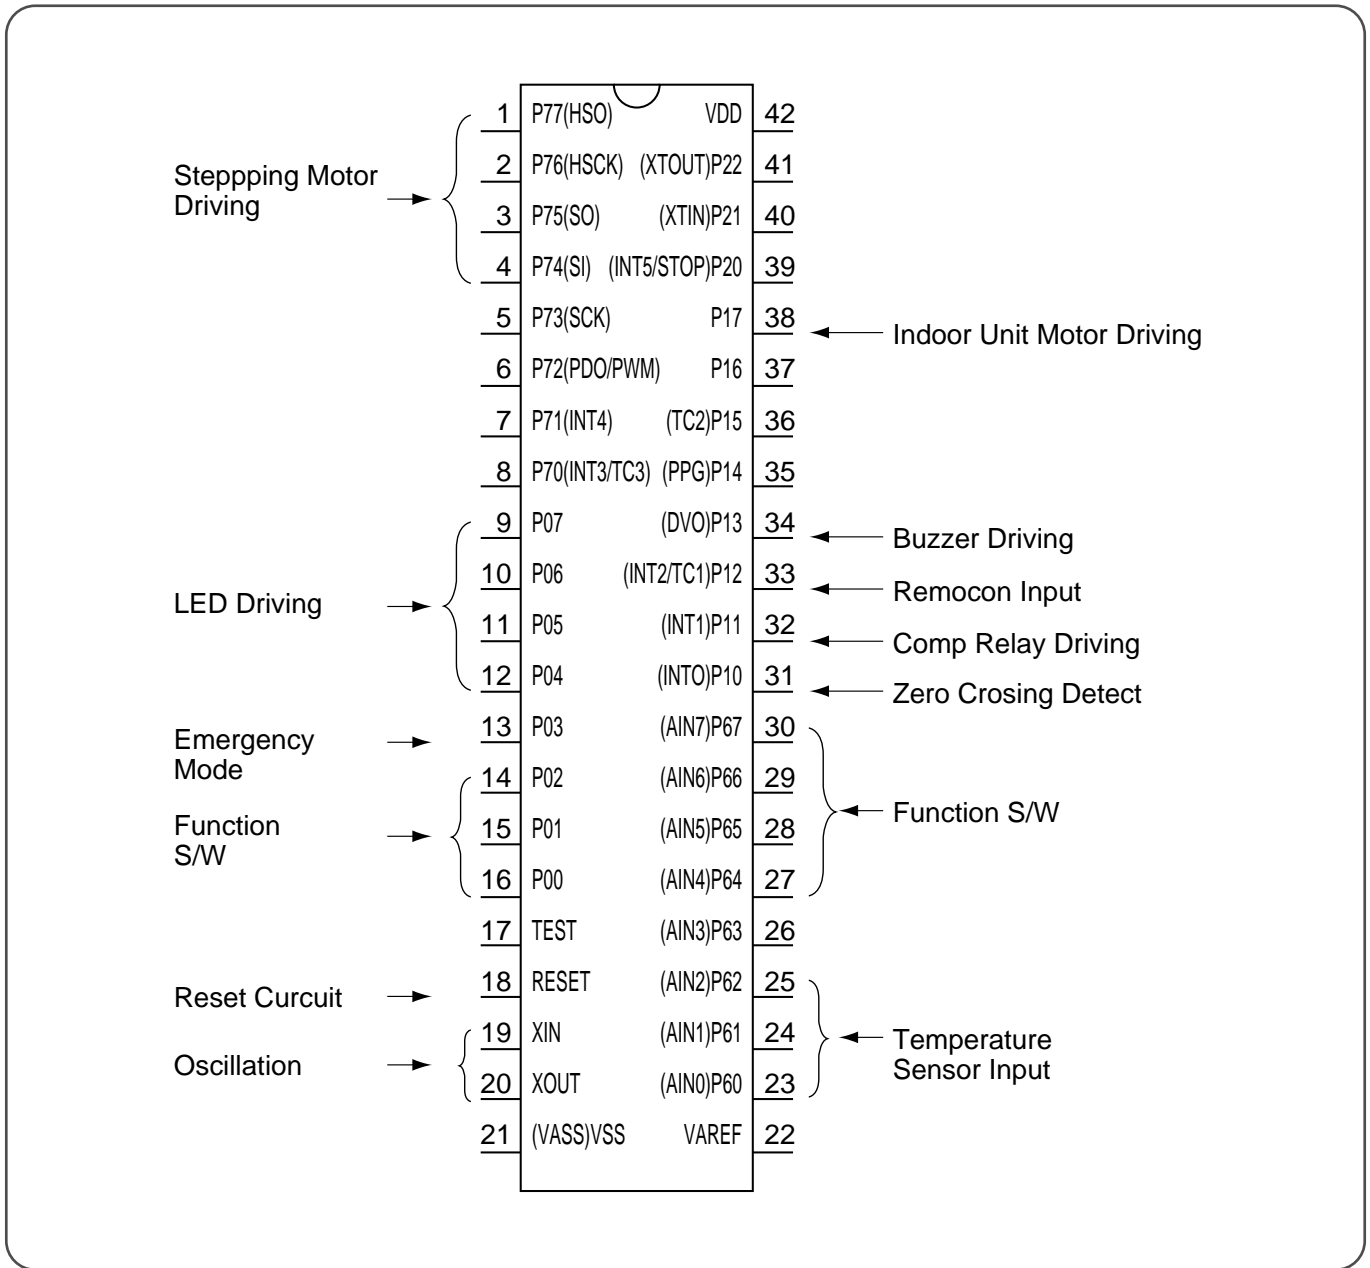 1 P77(HSO) VDD 42
2 P76(HSCK) (XTOUT)P22 41
3 P75(SO) (XTIN)P21 40
4 P74(SI) (INT5/STOP)P20 39
5 P73(SCK) P17 38
6 P72(PDO/PWM) P16 37
7 P71(INT4) (TC2)P15 36
8 P70(INT3/TC3) (PPG)P14 35
9 P07 (DVO)P13 34
10 P06 (INT2/TC1)P12 33
11 P05 (INT1)P11 32
12 P04 (INTO)P10 31
13 P03 (AIN7)P67 30
14 P02 (AIN6)P66 29
15 P01 (AIN5)P65 28
16 P00 (AIN4)P64 27
17 TEST (AIN3)P63 26
18 RESET (AIN2)P62 25
19 XIN (AIN1)P61 24
20 XOUT (AIN0)P60 23
21 (VASS)VSS VAREF 22
Steppping Motor
Driving
LED Driving
Emergency
Mode
Function
S/W
Reset Curcuit
Oscillation
Indoor Unit Motor Driving
Buzzer Driving
Remocon Input
Comp Relay Driving
Zero Crosing Detect
Function S/W
Temperature
Sensor Input